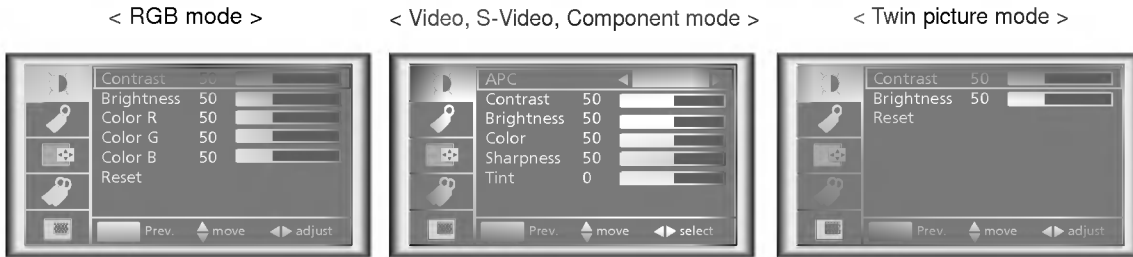 < RGB mode >
Contrast 50
Brightness 50
Color R 50
Color G 50
Color B 50
Reset
Prev. move adjust
< Video, S-Video, Component mode >
APC
Contrast 50
Brightness 50
Color 50
Sharpness 50
Tint 0
Prev. move select
< Twin picture mode >
Contrast 50
Brightness 50
Reset
Prev. move adjust